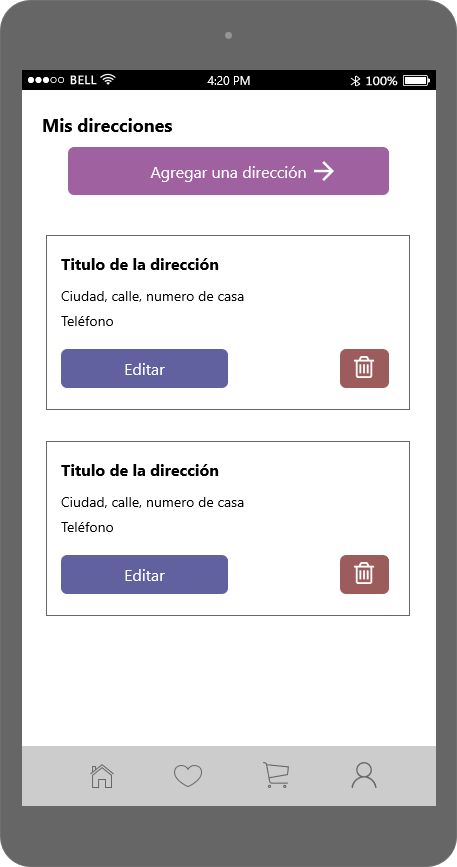 BELL 4:20 PM 100%
Mis direcciones
Agregar una dirección
Titulo de la dirección
Ciudad, calle, numero de casa
Teléfono
Editar
Titulo de la dirección
Ciudad, calle, numero de casa
Teléfono
Editar